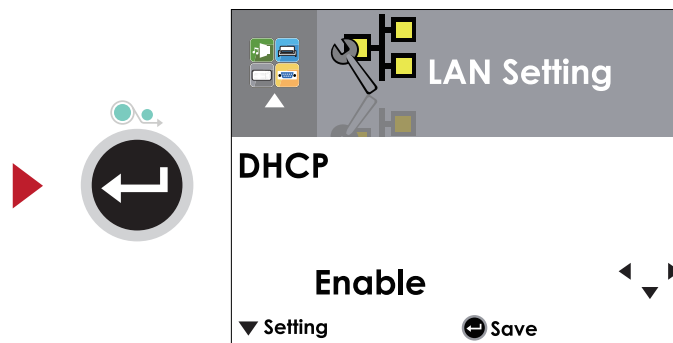 LAN Setting
DHCP
Enable
Setting
Save